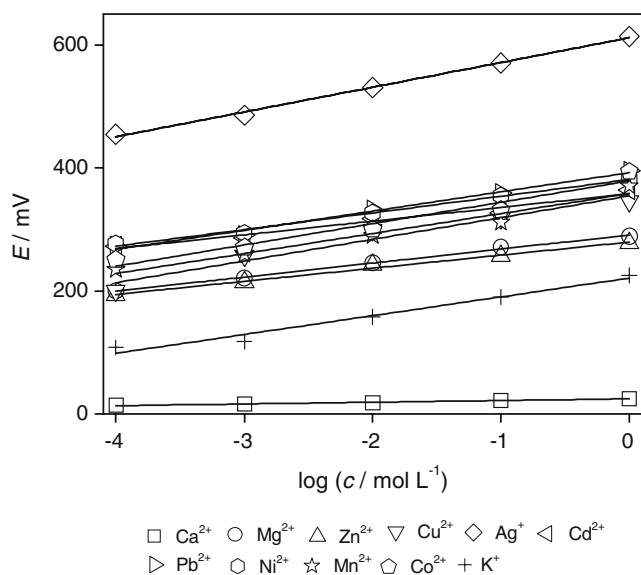 600
400
200
0
E / mV
-4 -3 -2 -1 0
log (c / mol L⁻¹)
Ca²⁺ Mg²⁺ Zn²⁺ Cu²⁺ Ag⁺ Cd²⁺
Pb²⁺ Ni²⁺ Mn²⁺ Co²⁺ K⁺